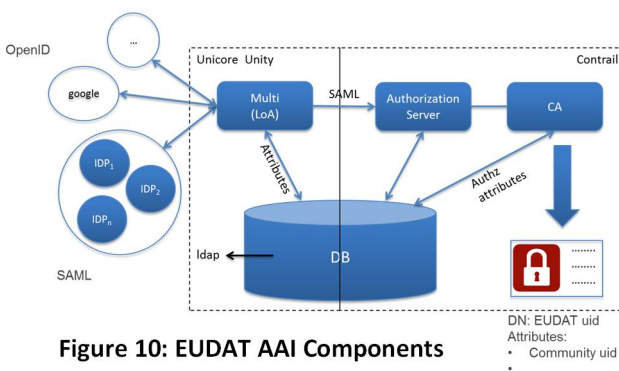 OpenID
...
google
IDP1
IDP2
IDPn
SAML
Unicore Unity
Contrail
Multi
(LoA)
SAML
Authorization
Server
CA
Attributes
Authz
attributes
ldap
DB
........
........
........
DN: EUDAT uid
Attributes:
• Community uid
•
Figure 10: EUDAT AAI Components